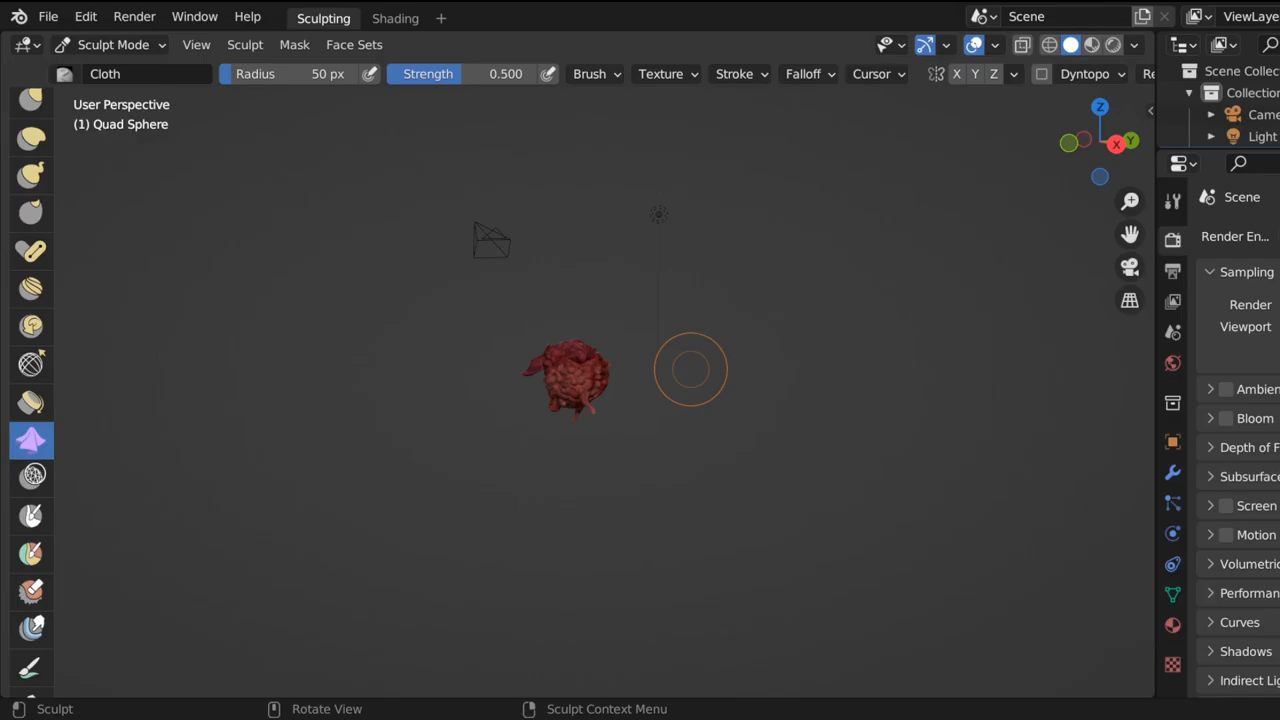 File Edit Render Window Help Sculpting Shading + Scene ViewLaye
Sculpt Mode View Sculpt Mask Face Sets
Cloth Radius 50 px Strength 0.500 Brush Texture Stroke Falloff Cursor X Y Z Dyntopo Re
User Perspective
(1) Quad Sphere
Z
X
Y
Scene Collec
Collection
Came
Light
Scene
Render En...
Sampling
Render
Viewport
Ambien
Bloom
Depth of F
Subsurface
Screen
Motion
Volumetric
Performan
Curves
Shadows
Indirect Lig
Sculpt Rotate View Sculpt Context Menu